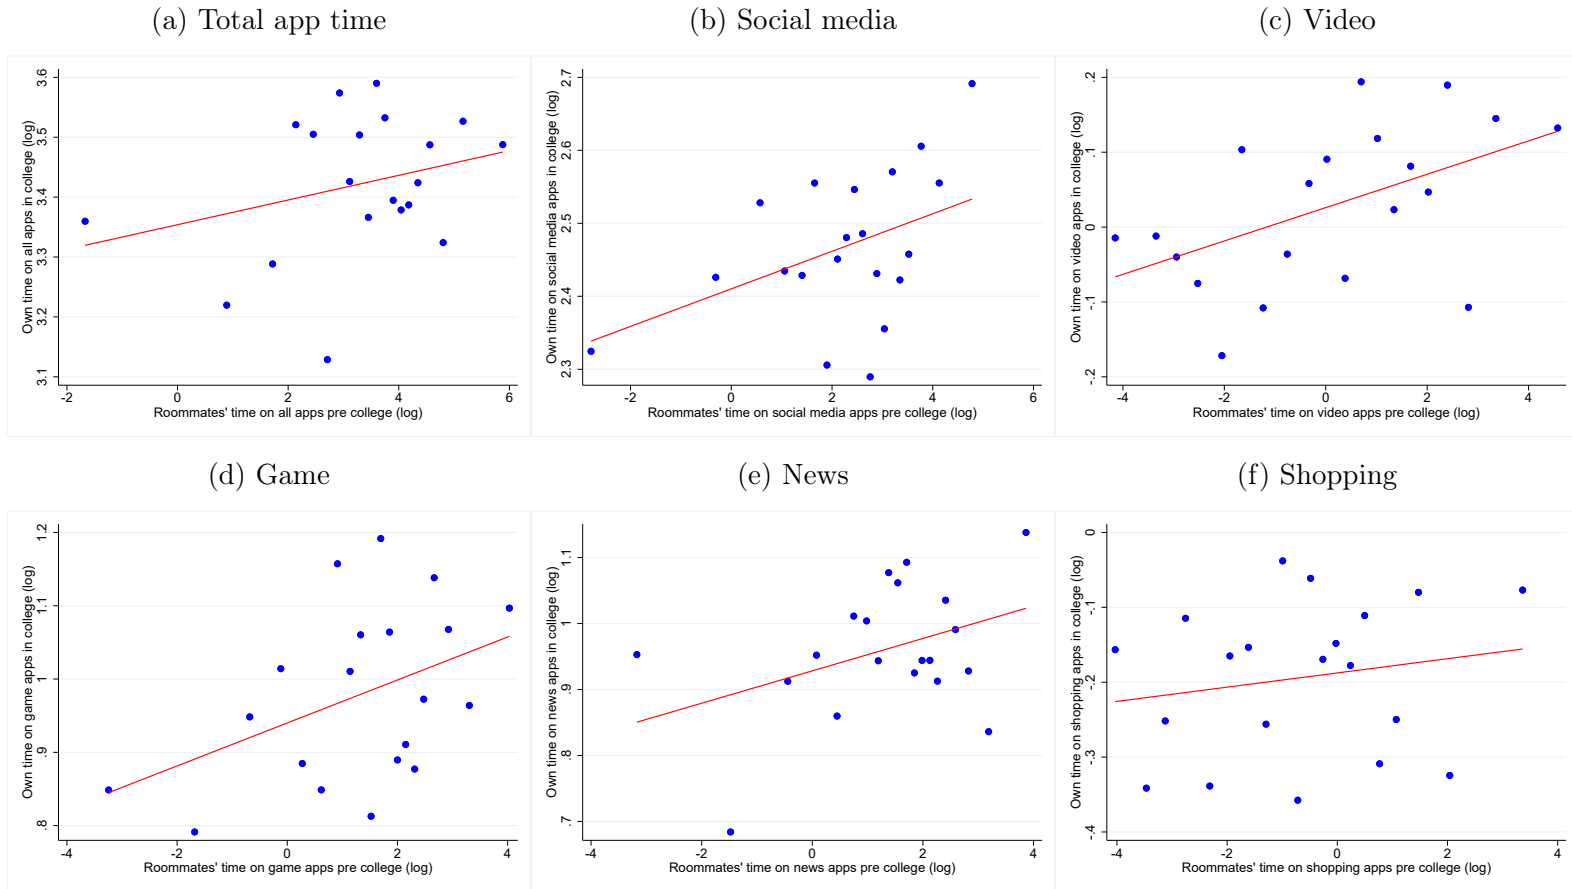 (a) Total app time
(b) Social media
(c) Video
Own time on all apps in college (log)
3.6
3.5
3.4
3.3
3.2
3.1
-2 0 2 4 6
Roommates' time on all apps pre college (log)
Own time on social media apps in college (log)
2.7
2.6
2.5
2.4
2.3
-2 0 2 4 6
Roommates' time on social media apps pre college (log)
Own time on video apps in college (log)
.2
.1
0
-.1
-.2
-4 -2 0 2 4
Roommates' time on video apps pre college (log)
(d) Game
(e) News
(f) Shopping
Own time on game apps in college (log)
1.2
1.1
1
.9
.8
-4 -2 0 2 4
Roommates' time on game apps pre college (log)
Own time on news apps in college (log)
1.1
1
.9
.8
.7
-4 -2 0 2 4
Roommates' time on news apps pre college (log)
Own time on shopping apps in college (log)
0
-.1
-.2
-.3
-.4
-4 -2 0 2 4
Roommates' time on shopping apps pre college (log)